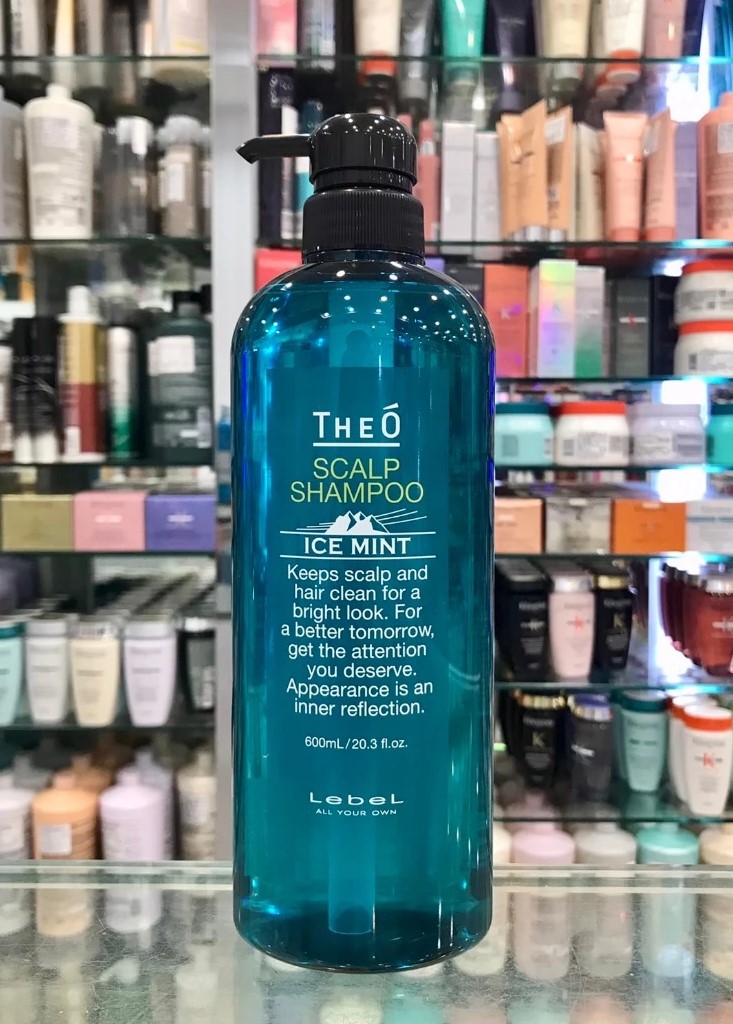 THEÓ
SCALP
SHAMPOO
ICE MINT
Keeps scalp and
hair clean for a
bright look. For
a better tomorrow,
get the attention
you deserve.
Appearance is an
inner reflection.
600mL/20.3 fl.oz.
LebeL
ALL YOUR OWN